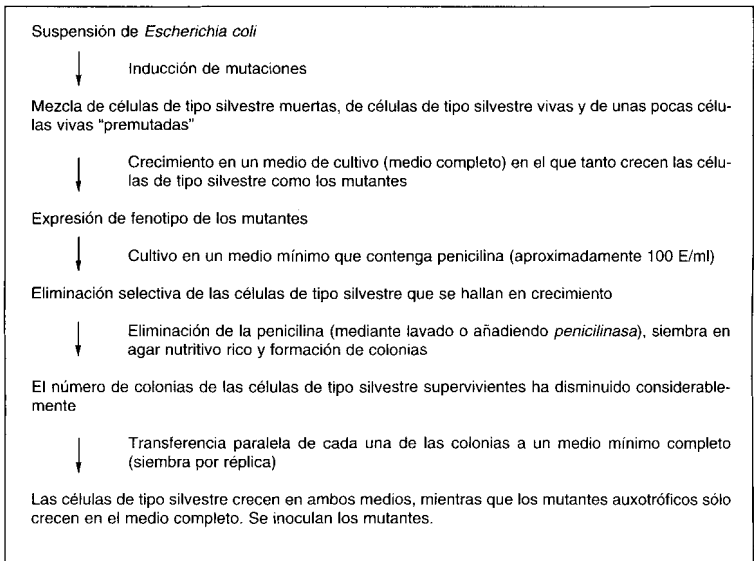 Suspensión de Escherichia coli
Inducción de mutaciones
Mezcla de células de tipo silvestre muertas, de células de tipo silvestre vivas y de unas pocas célu-
las vivas "premutadas"
Crecimiento en un medio de cultivo (medio completo) en el que tanto crecen las célu-
las de tipo silvestre como los mutantes
Expresión de fenotipo de los mutantes
Cultivo en un medio mínimo que contenga penicilina (aproximadamente 100 E/ml)
Eliminación selectiva de las células de tipo silvestre que se hallan en crecimiento
Eliminación de la penicilina (mediante lavado o añadiendo penicilinasa), siembra en
agar nutritivo rico y formación de colonias
El número de colonias de las células de tipo silvestre supervivientes ha disminuido considerable-
mente
Transferencia paralela de cada una de las colonias a un medio mínimo completo
(siembra por réplica)
Las células de tipo silvestre crecen en ambos medios, mientras que los mutantes auxotróficos sólo
crecen en el medio completo. Se inoculan los mutantes.